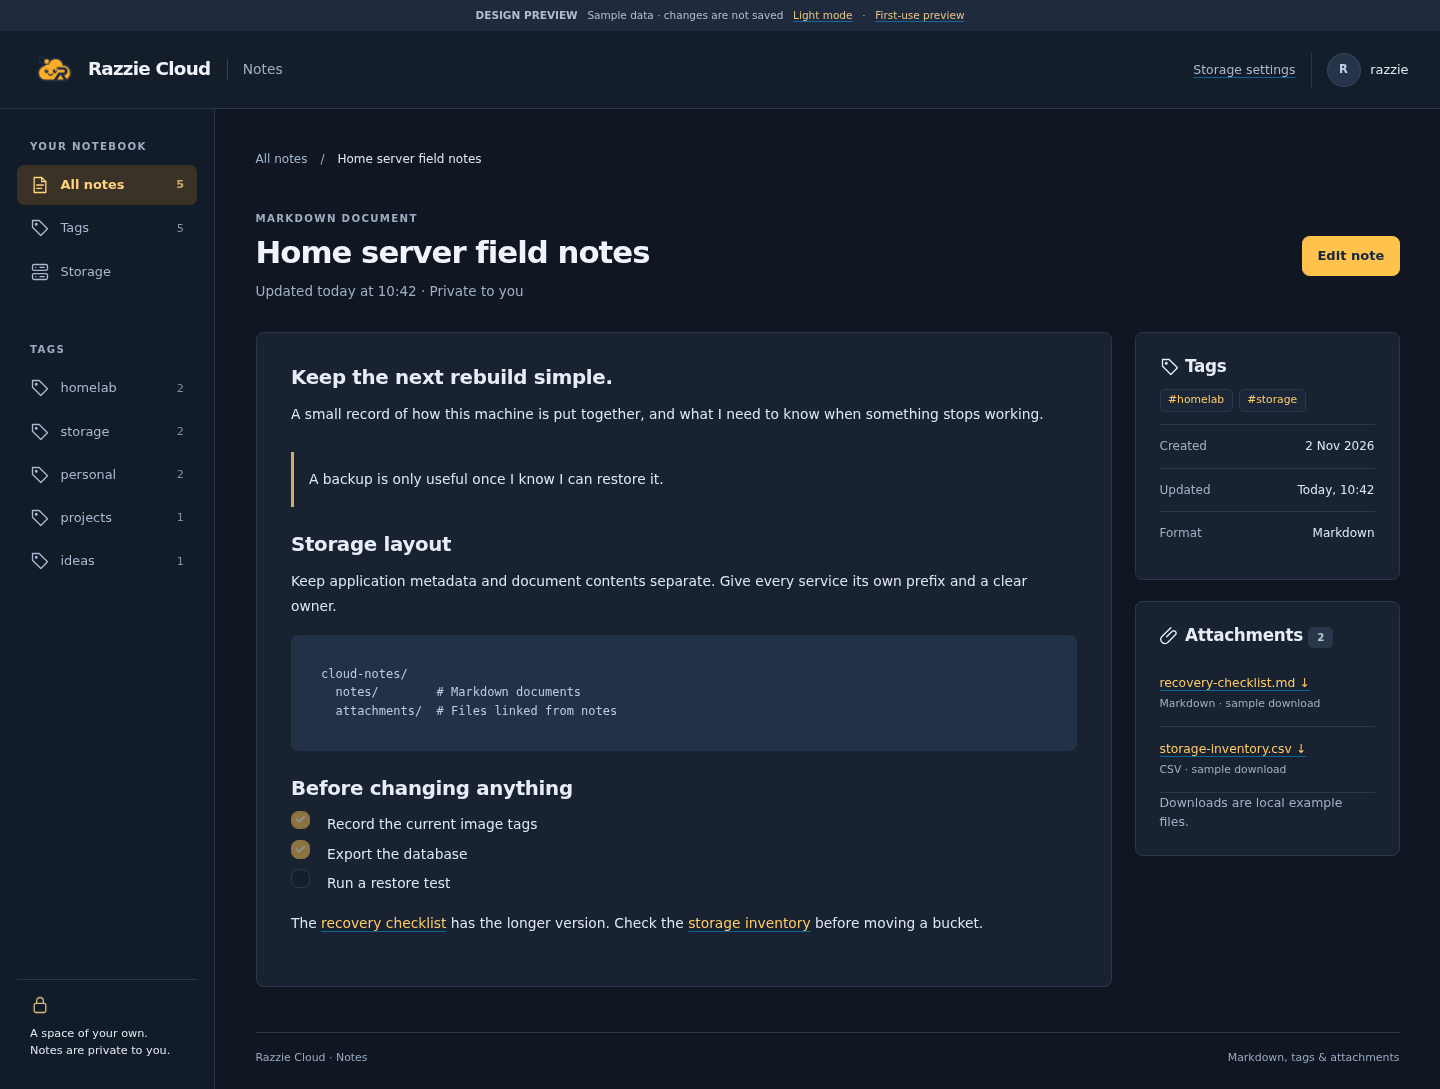 DESIGN PREVIEW Sample data · changes are not saved Light mode · First-use preview
Razzie Cloud Notes
Storage settings R razzie
YOUR NOTEBOOK
All notes 5
Tags 5
Storage
TAGS
homelab 2
storage 2
personal 2
projects 1
ideas 1
A space of your own.
Notes are private to you.
All notes / Home server field notes
MARKDOWN DOCUMENT
Home server field notes
Updated today at 10:42 · Private to you
Edit note
Keep the next rebuild simple.
A small record of how this machine is put together, and what I need to know when something stops working.
A backup is only useful once I know I can restore it.
Storage layout
Keep application metadata and document contents separate. Give every service its own prefix and a clear
owner.
cloud-notes/
  notes/        # Markdown documents
  attachments/  # Files linked from notes
Before changing anything
Record the current image tags
Export the database
Run a restore test
The recovery checklist has the longer version. Check the storage inventory before moving a bucket.
Tags
#homelab #storage
Created 2 Nov 2026
Updated Today, 10:42
Format Markdown
Attachments 2
recovery-checklist.md ↓
Markdown · sample download
storage-inventory.csv ↓
CSV · sample download
Downloads are local example
files.
Razzie Cloud · Notes
Markdown, tags & attachments